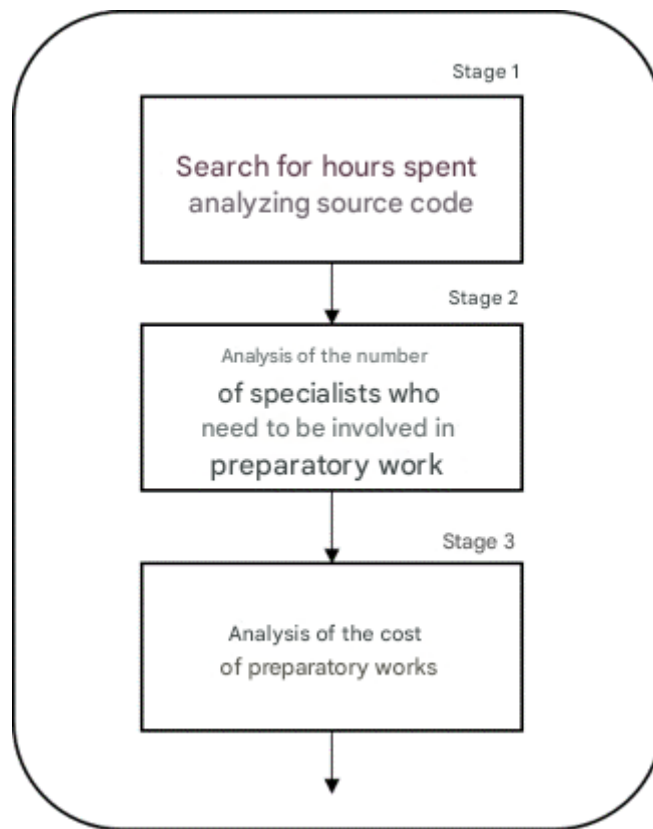 Stage 1
Search for hours spent
analyzing source code
Stage 2
Analysis of the number
of specialists who
need to be involved in
preparatory work
Stage 3
Analysis of the cost
of preparatory works